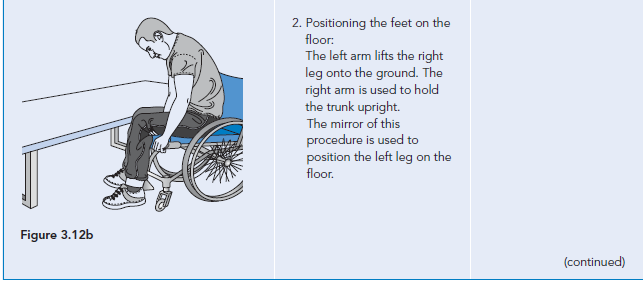 2. Positioning the feet on the
floor:
The left arm lifts the right
leg onto the ground. The
right arm is used to hold
the trunk upright.
The mirror of this
procedure is used to
position the left leg on the
floor.
Figure 3.12b
(continued)